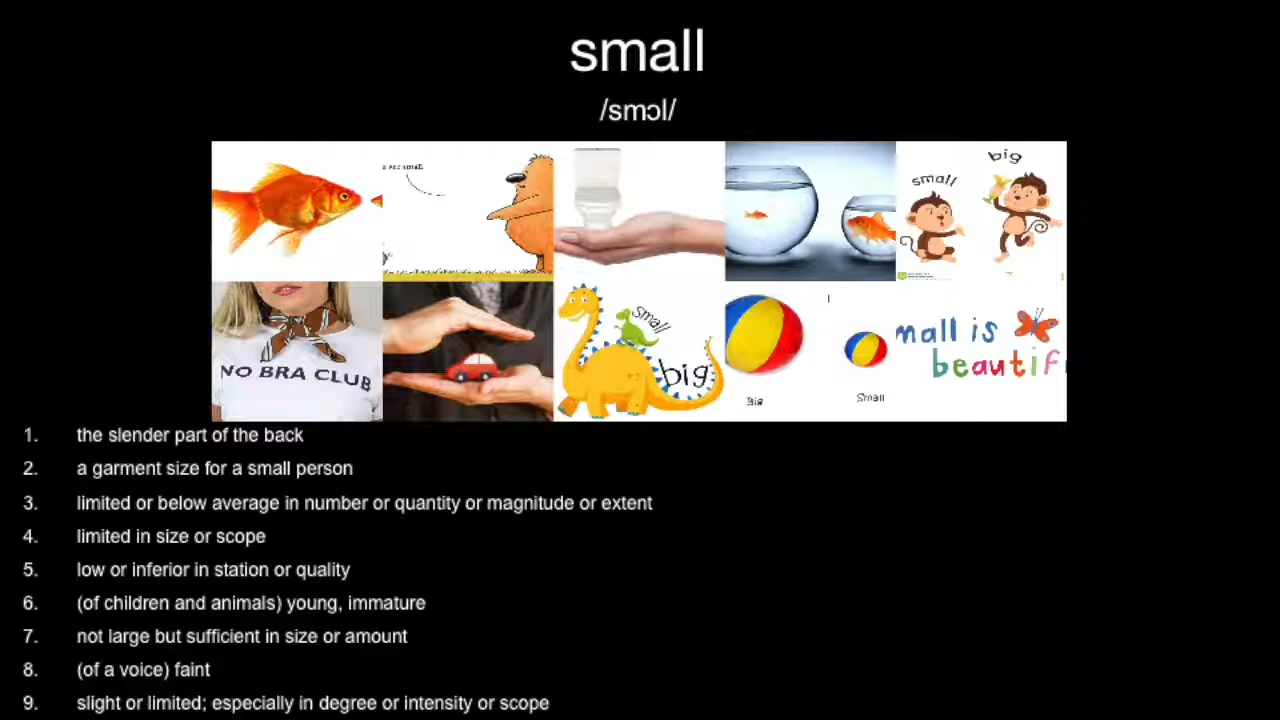 small
/smɔl/
small
big
NO BRA CLUB
small
big
Big
Small
mall is
beautif
1. the slender part of the back
2. a garment size for a small person
3. limited or below average in number or quantity or magnitude or extent
4. limited in size or scope
5. low or inferior in station or quality
6. (of children and animals) young, immature
7. not large but sufficient in size or amount
8. (of a voice) faint
9. slight or limited; especially in degree or intensity or scope